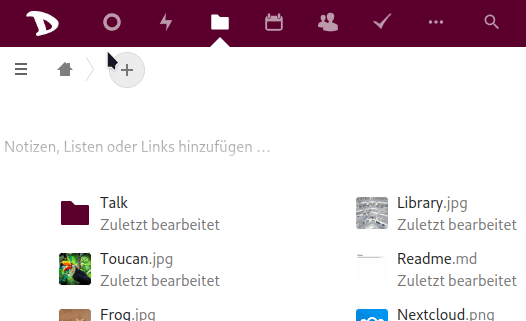 Notizen, Listen oder Links hinzufügen …
Talk
Zuletzt bearbeitet
Library.jpg
Zuletzt bearbeitet
Toucan.jpg
Zuletzt bearbeitet
Readme.md
Zuletzt bearbeitet
Frog.jpg
Nextcloud.png